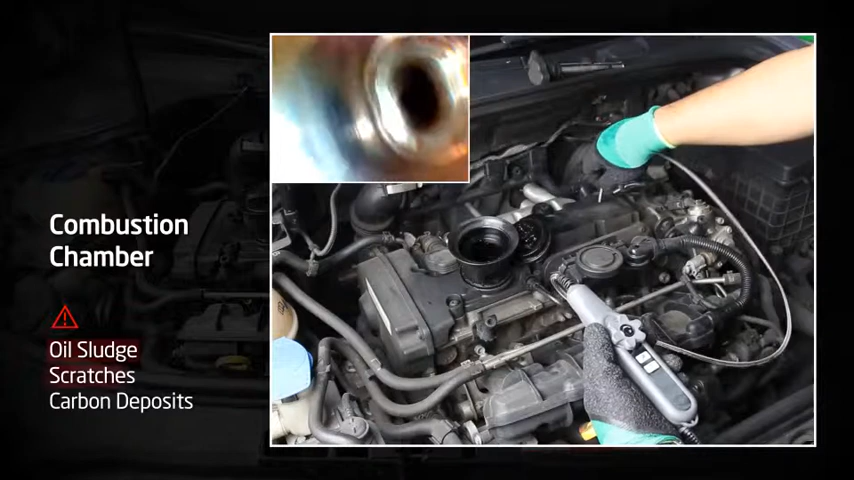 Combustion
Chamber
Oil Sludge
Scratches
Carbon Deposits